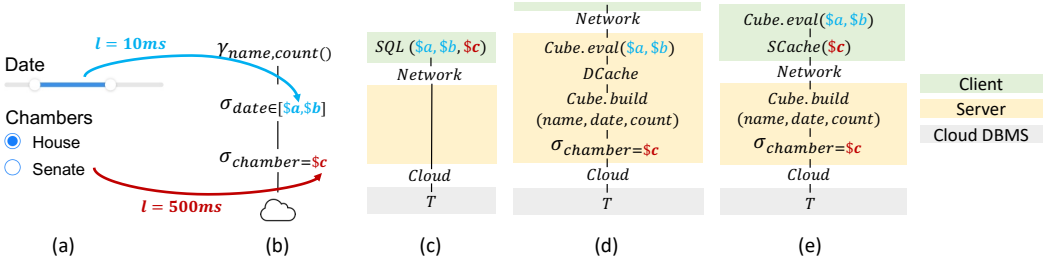 Date
Chambers
House
Senate
l = 10ms
l = 500ms
(a)
γname,count()
σdate∈[$a,$b]
σchamber=$c
(b)
SQL ($a, $b, $c)
Network
Cloud
T
(c)
Network
Cube.eval($a, $b)
DCache
Cube.build
(name, date, count)
σchamber=$c
Cloud
T
(d)
Cube.eval($a, $b)
SCache($c)
Network
Cube.build
(name, date, count)
σchamber=$c
Cloud
T
(e)
Client
Server
Cloud DBMS